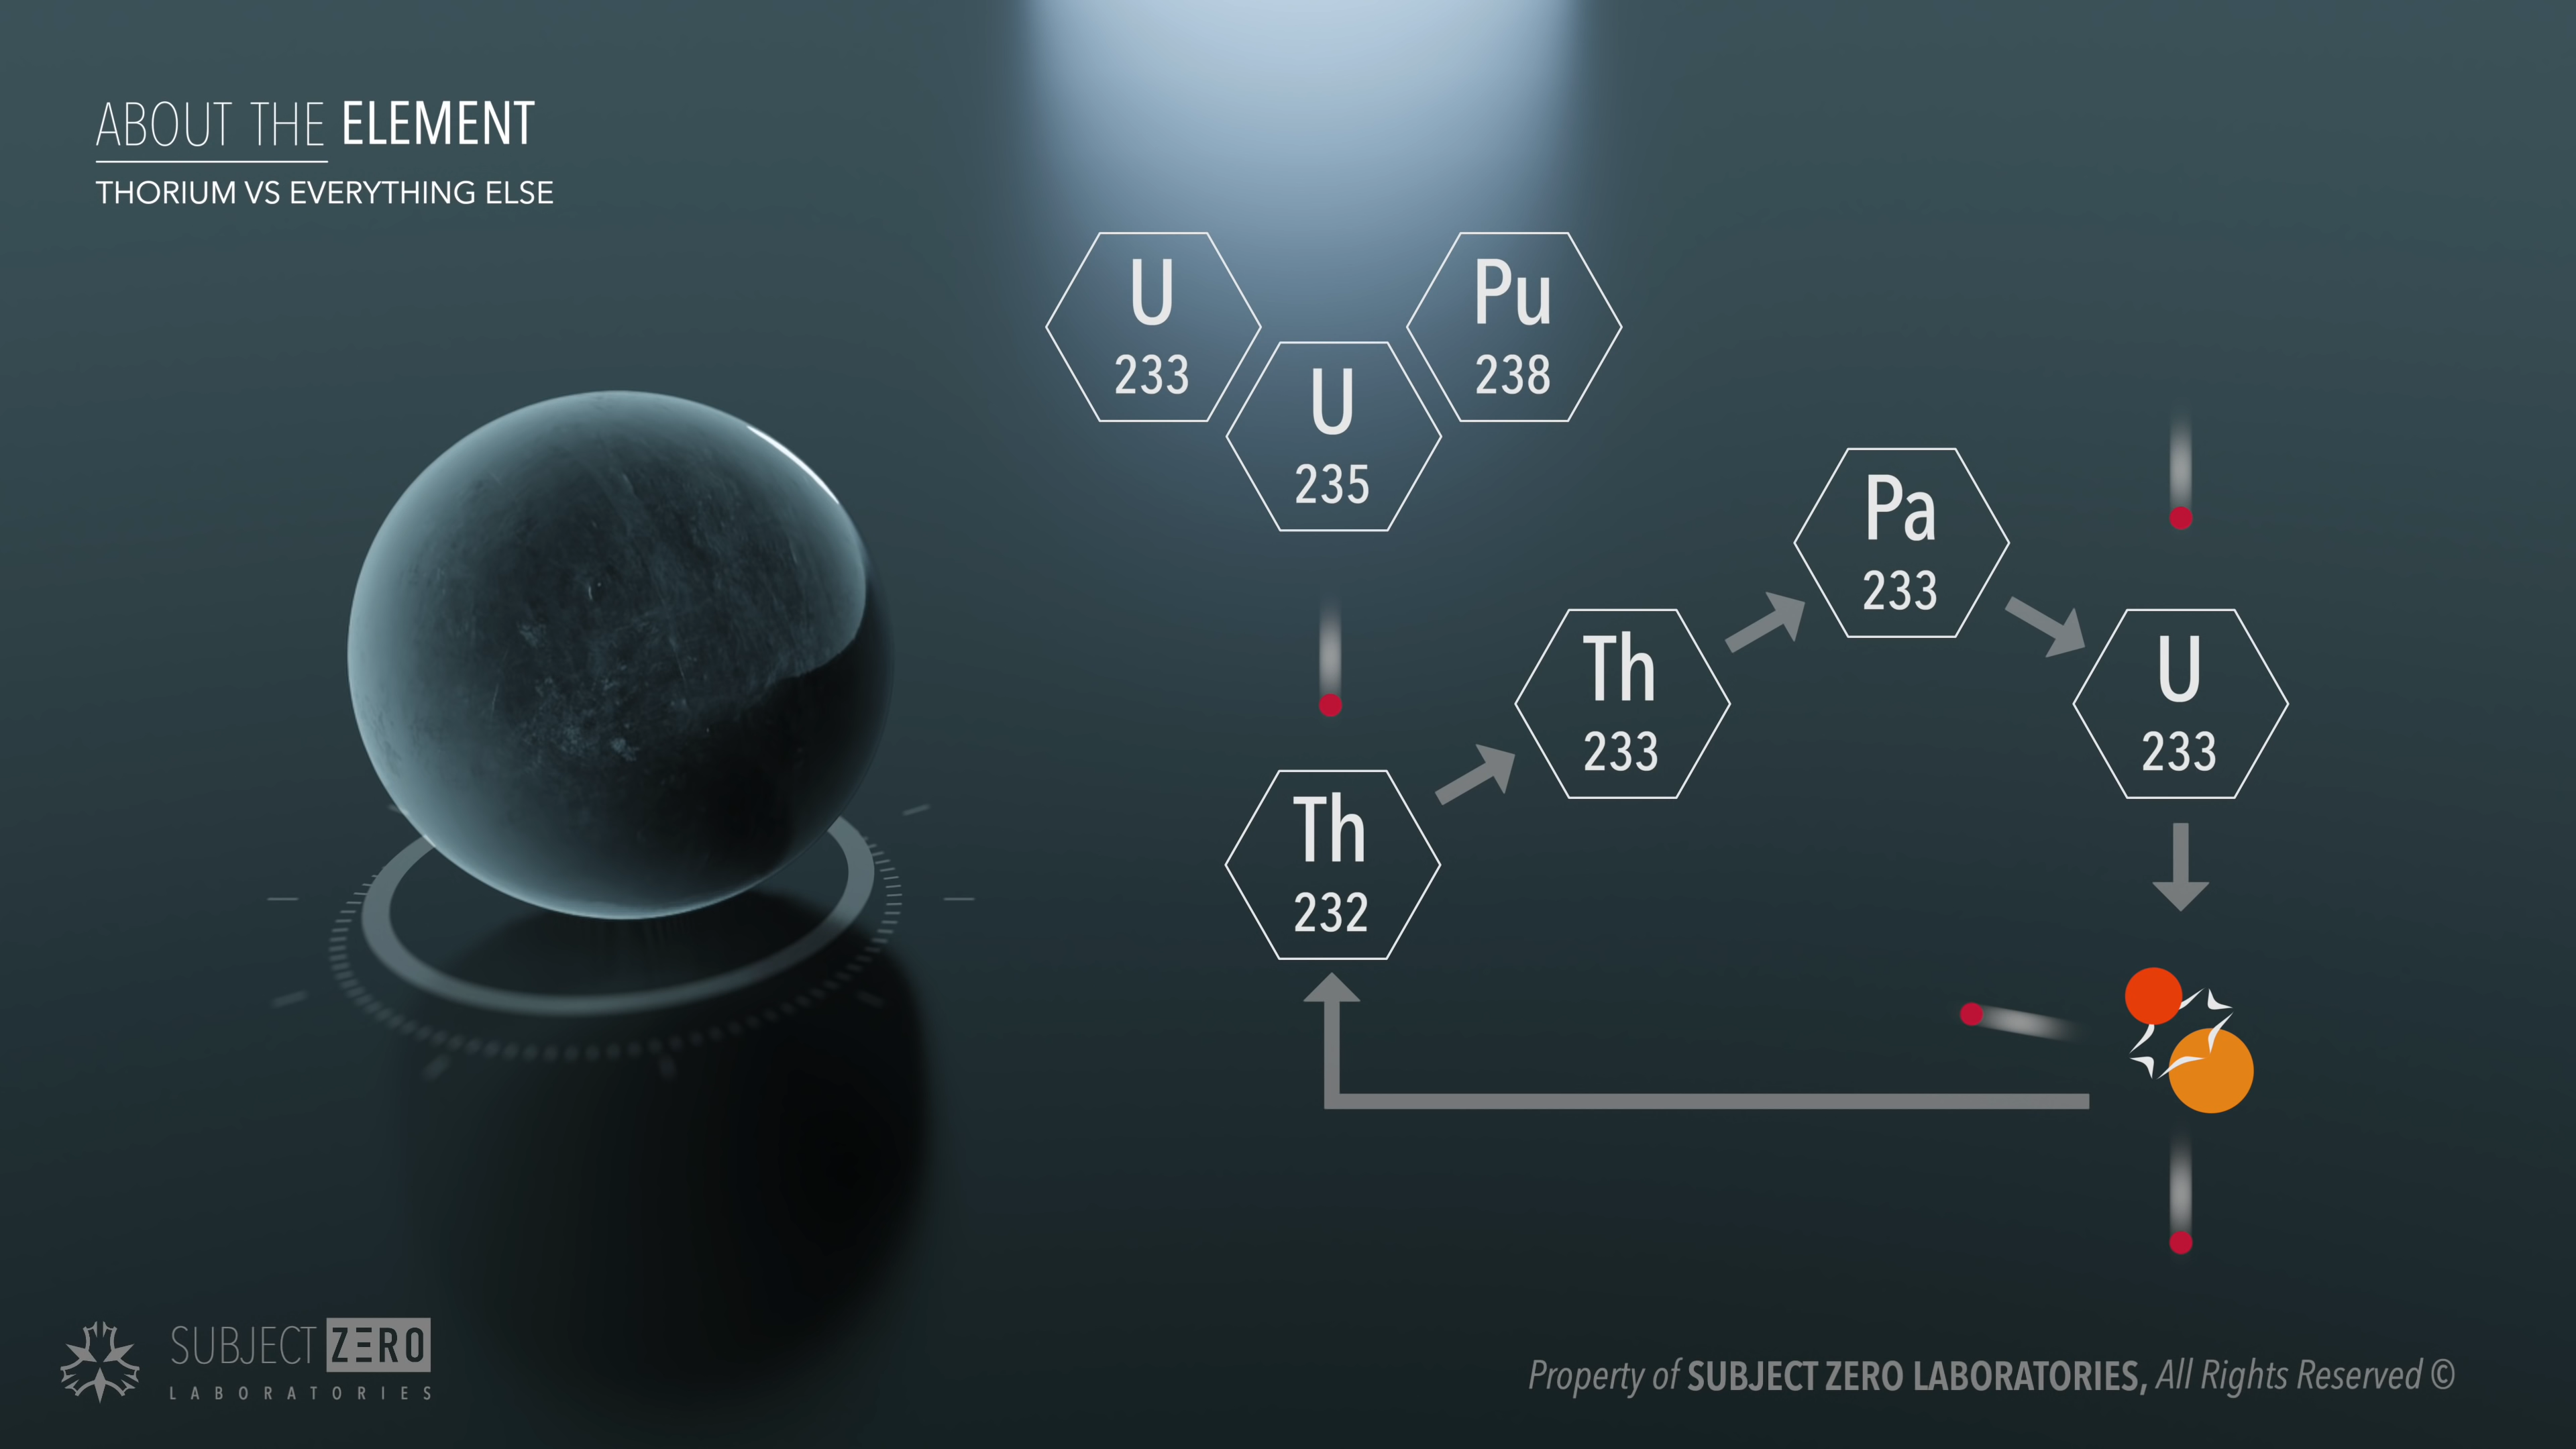 ABOUT THE ELEMENT
THORIUM VS EVERYTHING ELSE
U
233
Pu
238
U
235
Pa
233
Th
233
U
233
Th
232
SUBJECT ZERO
LABORATORIES
Property of SUBJECT ZERO LABORATORIES, All Rights Reserved ©